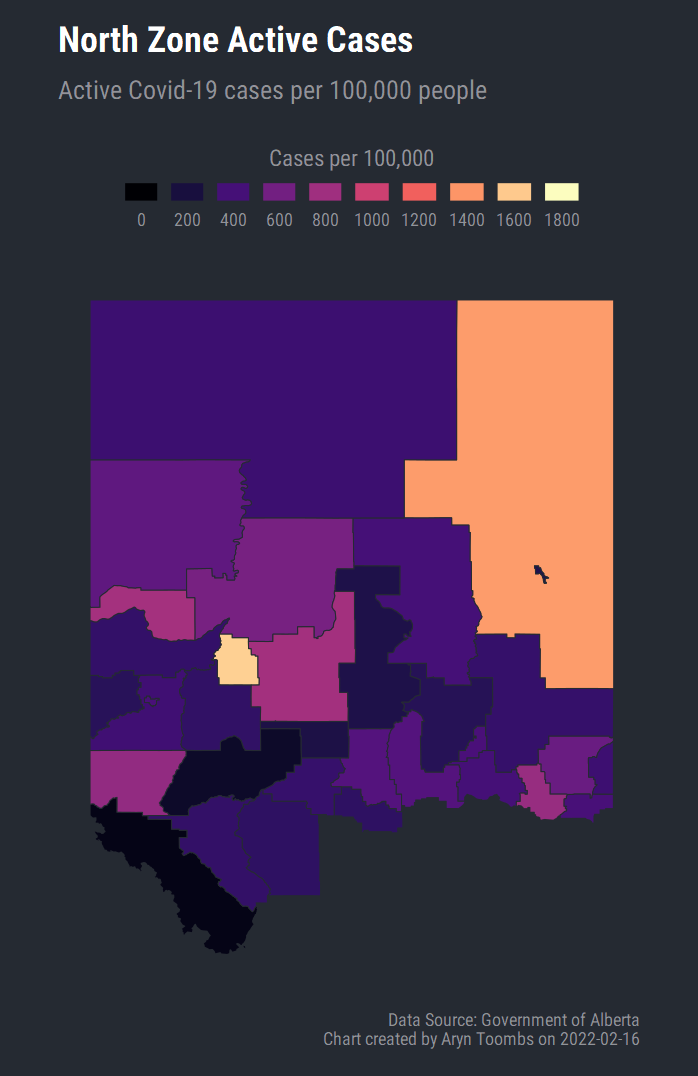 North Zone Active Cases
Active Covid-19 cases per 100,000 people
Cases per 100,000
0 200 400 600 800 1000 1200 1400 1600 1800
Data Source: Government of Alberta
Chart created by Aryn Toombs on 2022-02-16